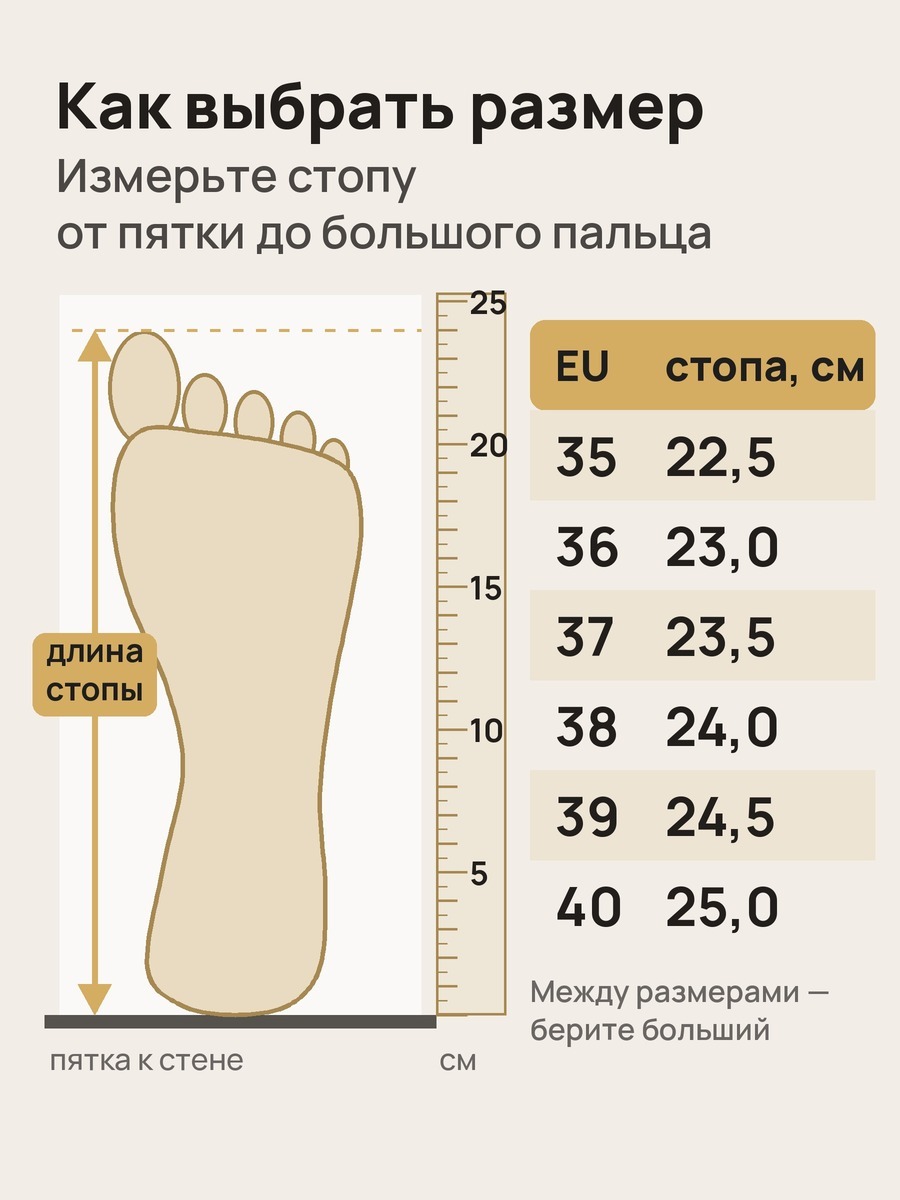 Как выбрать размер
Измерьте стопу
от пятки до большого пальца
длина
стопы
25
20
15
10
5
пятка к стене
см
EU стопа, см
35 22,5
36 23,0
37 23,5
38 24,0
39 24,5
40 25,0
Между размерами —
берите больший